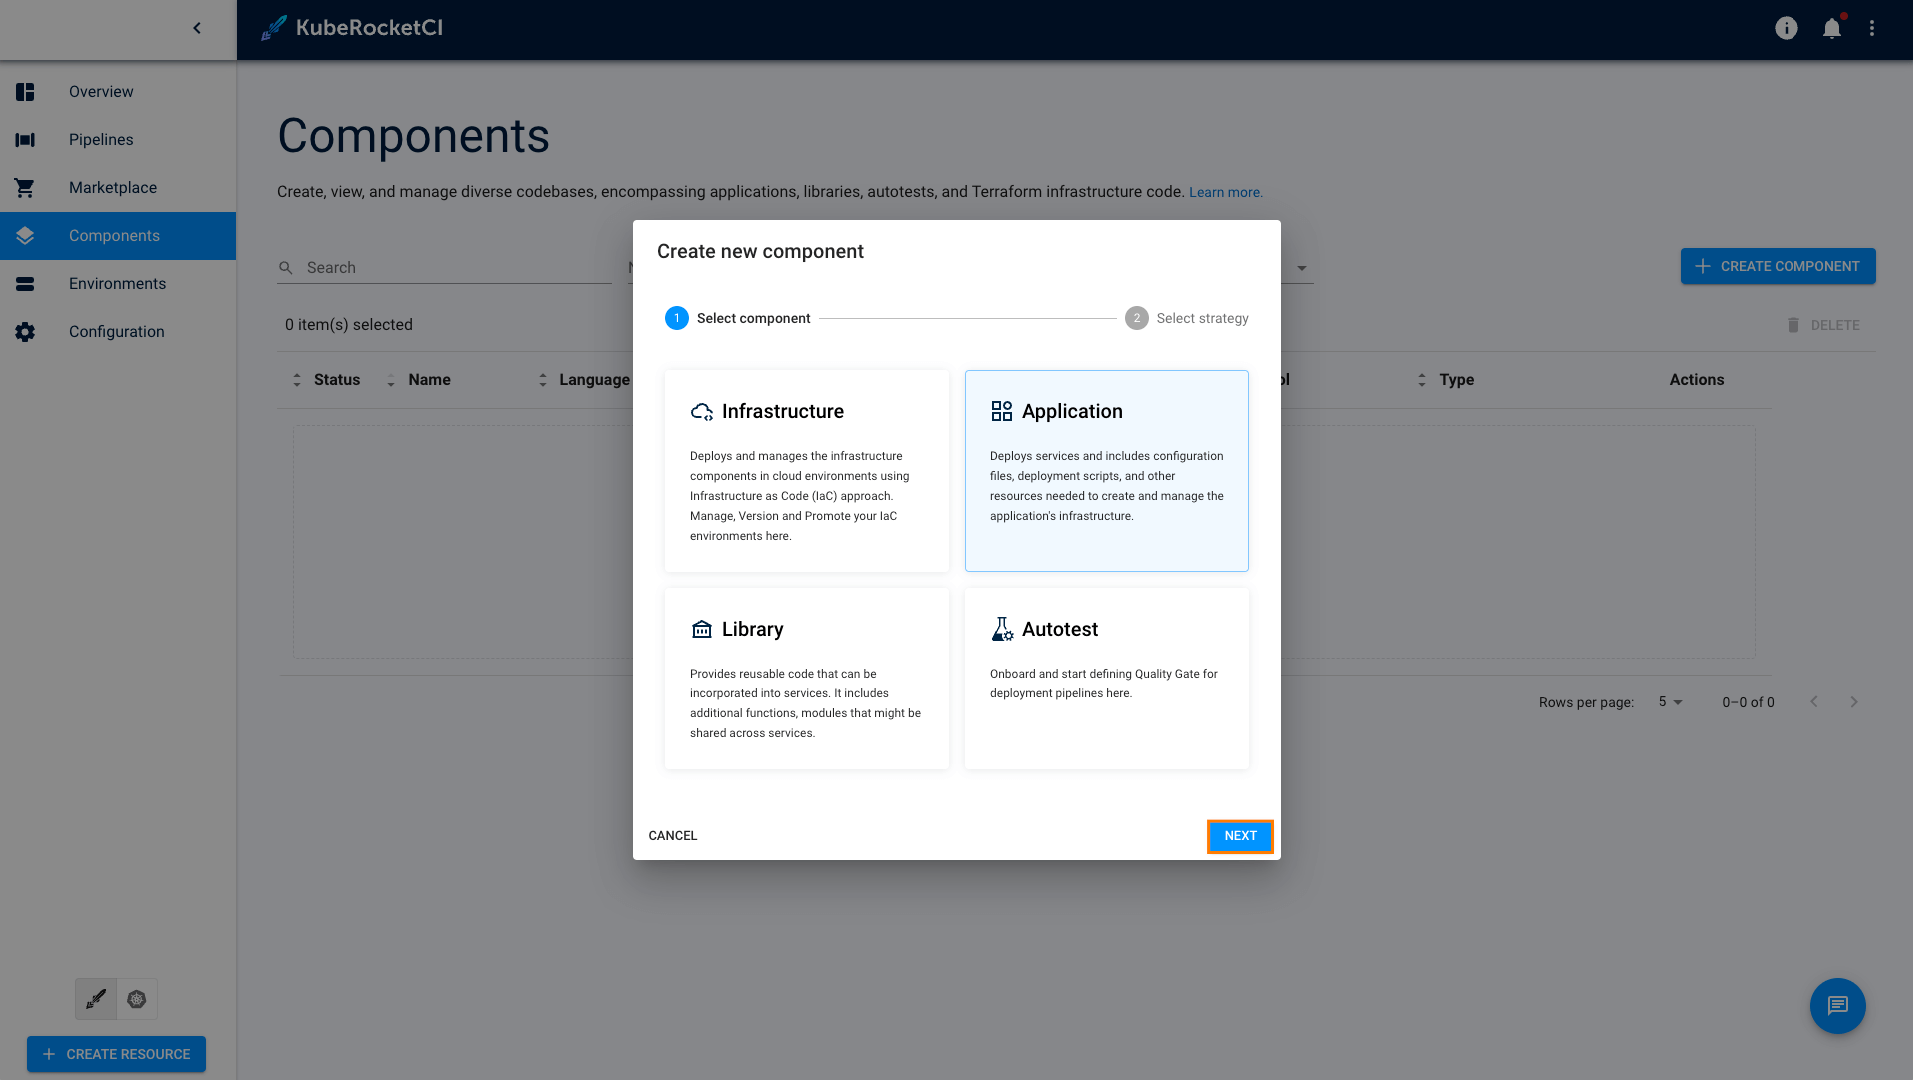 KubeRocketCI
Overview
Pipelines
Marketplace
Components
Environments
Configuration
CREATE RESOURCE
Components
Create, view, and manage diverse codebases, encompassing applications, libraries, autotests, and Terraform infrastructure code. Learn more.
Search
CREATE COMPONENT
0 item(s) selected
DELETE
Status Name Language Type Actions
Create new component
1 Select component 2 Select strategy
Infrastructure
Deploys and manages the infrastructure
components in cloud environments using
Infrastructure as Code (IaC) approach.
Manage, Version and Promote your IaC
environments here.
Application
Deploys services and includes configuration
files, deployment scripts, and other
resources needed to create and manage the
application's infrastructure.
Library
Provides reusable code that can be
incorporated into services. It includes
additional functions, modules that might be
shared across services.
Autotest
Onboard and start defining Quality Gate for
deployment pipelines here.
CANCEL NEXT
Rows per page: 5 0–0 of 0